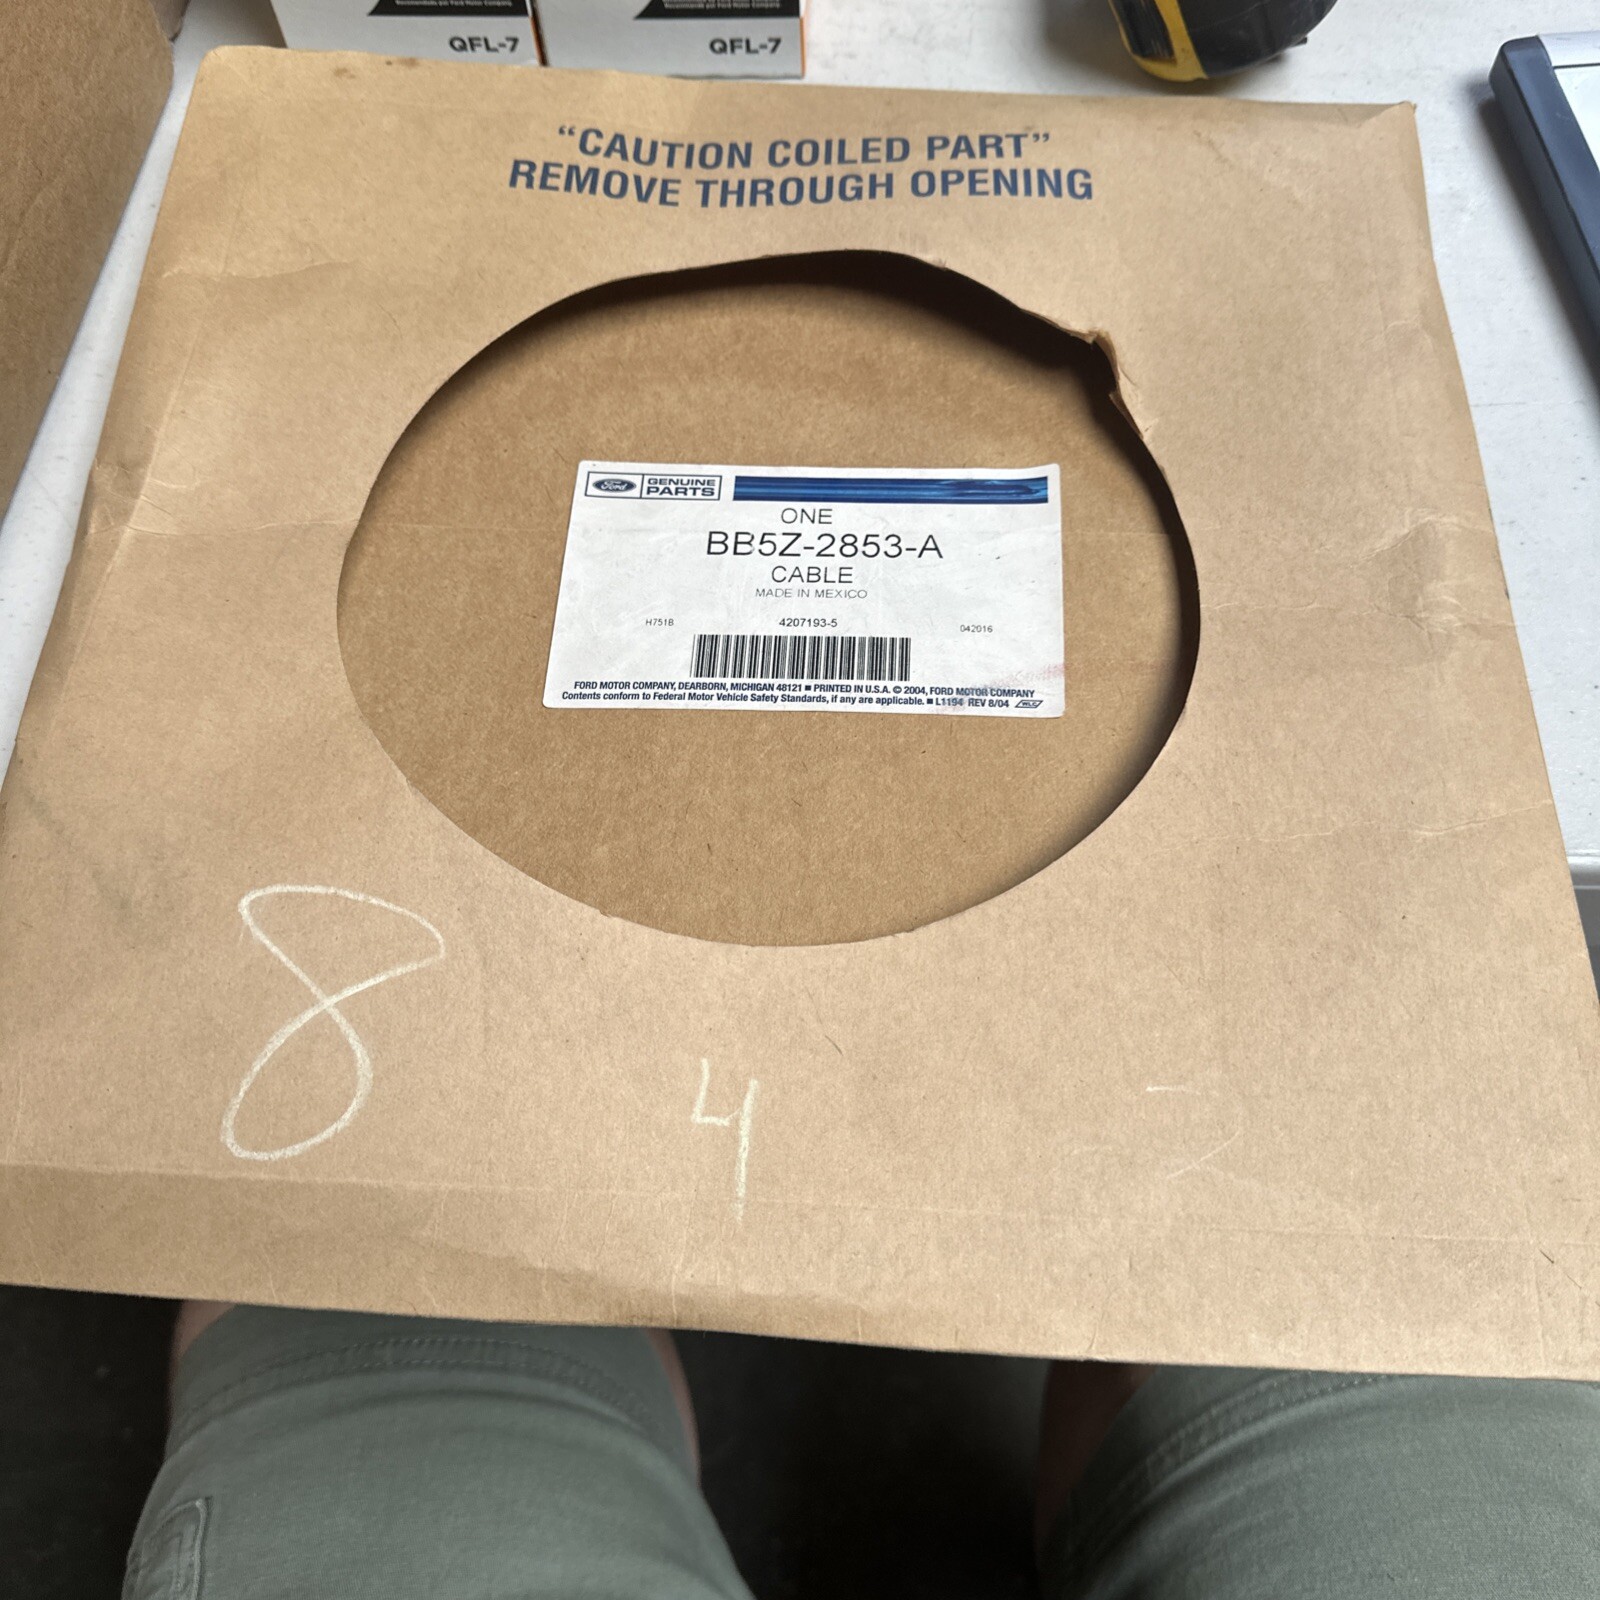 QFL-7
QFL-7
“CAUTION COILED PART”
REMOVE THROUGH OPENING
Ford
GENUINE
PARTS
ONE
BB5Z-2853-A
CABLE
MADE IN MEXICO
H751B
4207193-5
042016
FORD MOTOR COMPANY, DEARBORN, MICHIGAN 48121 ■ PRINTED IN U.S.A. © 2004, FORD MOTOR COMPANY
Contents conform to Federal Motor Vehicle Safety Standards, if any are applicable. ■ L1194 REV 8/04
8
4